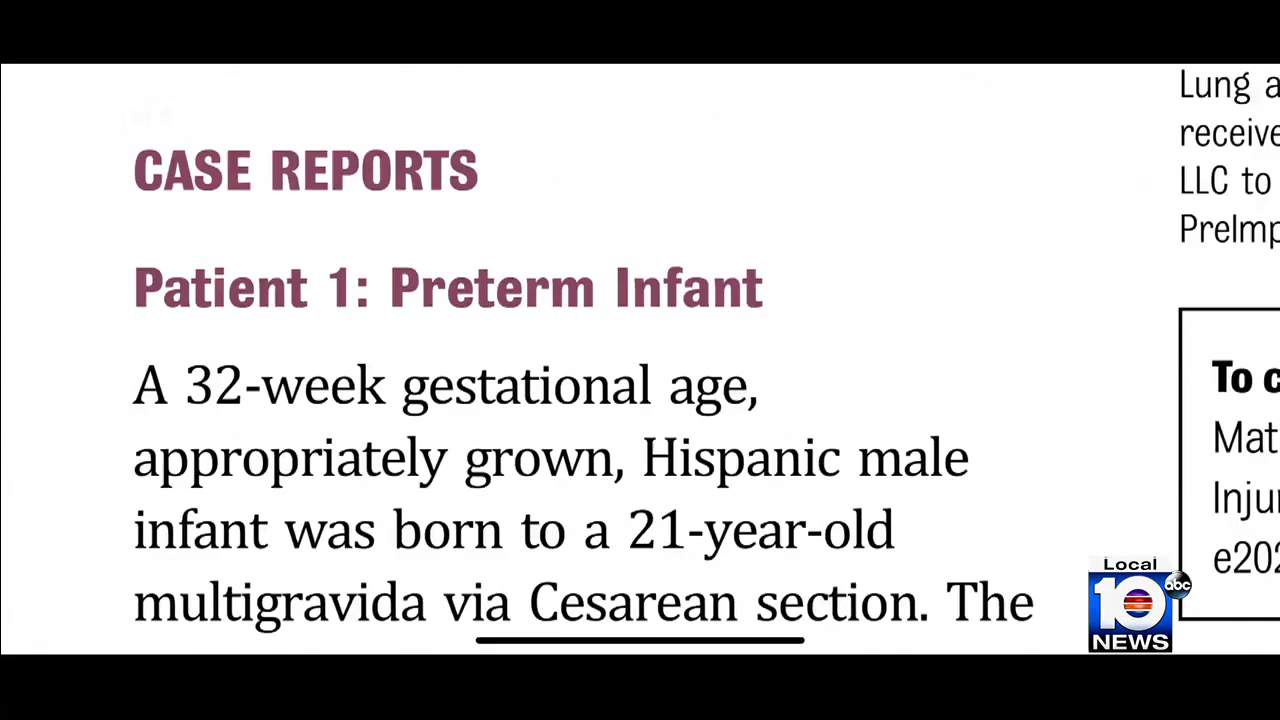 CASE REPORTS
Patient 1: Preterm Infant
A 32-week gestational age,
appropriately grown, Hispanic male
infant was born to a 21-year-old
multigravida via Cesarean section. The
Lung a
receive
LLC to
PreImp
To c
Mat
Inju
e202
Local
10
abc
NEWS